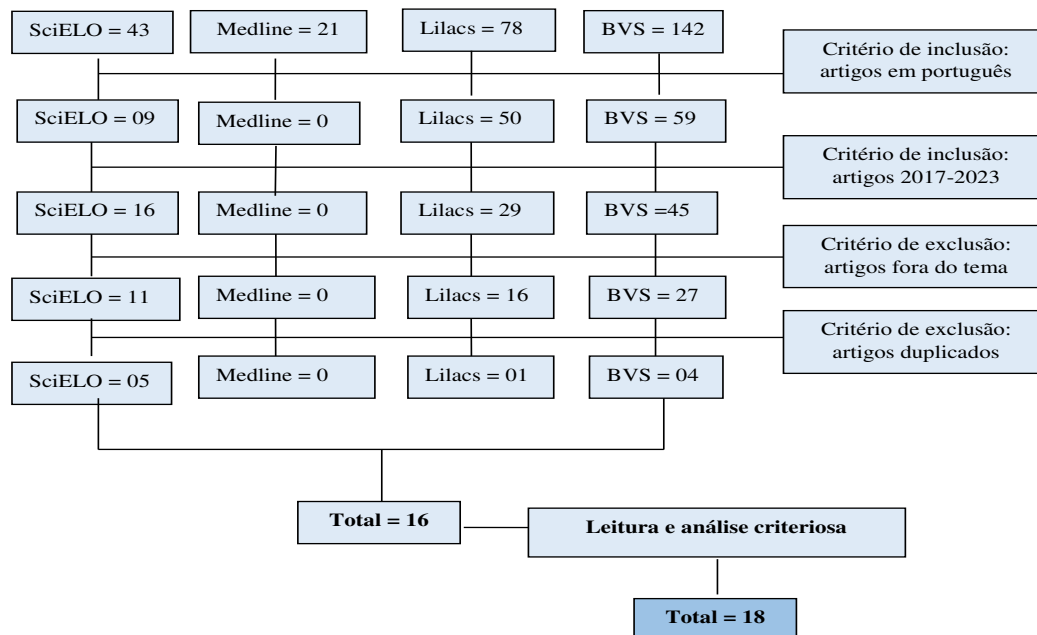 SciELO = 43
Medline = 21
Lilacs = 78
BVS = 142
Critério de inclusão:
artigos em português
SciELO = 09
Medline = 0
Lilacs = 50
BVS = 59
Critério de inclusão:
artigos 2017-2023
SciELO = 16
Medline = 0
Lilacs = 29
BVS =45
Critério de exclusão:
artigos fora do tema
SciELO = 11
Medline = 0
Lilacs = 16
BVS = 27
Critério de exclusão:
artigos duplicados
SciELO = 05
Medline = 0
Lilacs = 01
BVS = 04
Total = 16
Leitura e análise criteriosa
Total = 18